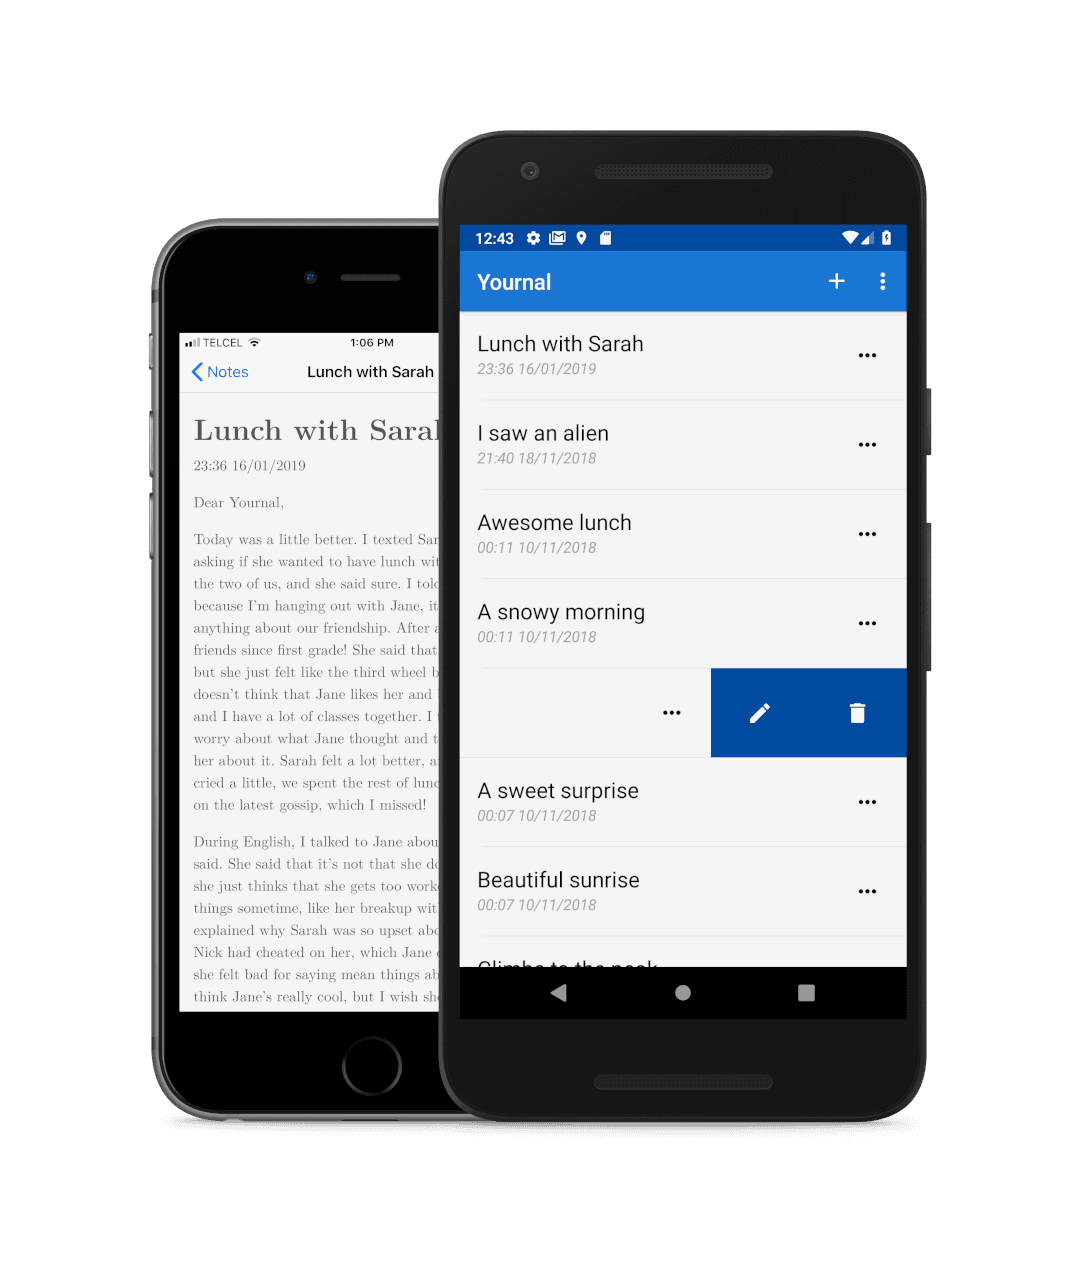 TELCEL
1:06 PM
Notes
Lunch with Sarah
Lunch with Sarah
23:36 16/01/2019
Dear Yournal,
Today was a little better. I texted Sar
asking if she wanted to have lunch wit
the two of us, and she said sure. I told
because I'm hanging out with Jane, it
anything about our friendship. After a
friends since first grade! She said that
but she just felt like the third wheel b
doesn't think that Jane likes her and
and I have a lot of classes together. I t
worry about what Jane thought and t
her about it. Sarah felt a lot better, a
cried a little, we spent the rest of lunc
on the latest gossip, which I missed!
During English, I talked to Jane abou
said. She said that it's not that she do
she just thinks that she gets too worke
things sometime, like her breakup wit
explained why Sarah was so upset abo
Nick had cheated on her, which Jane
she felt bad for saying mean things ab
think Jane's really cool, but I wish she
12:43
Yournal
Lunch with Sarah
23:36 16/01/2019
I saw an alien
21:40 18/11/2018
Awesome lunch
00:11 10/11/2018
A snowy morning
00:11 10/11/2018
A sweet surprise
00:07 10/11/2018
Beautiful sunrise
00:07 10/11/2018
Climbs to the peak